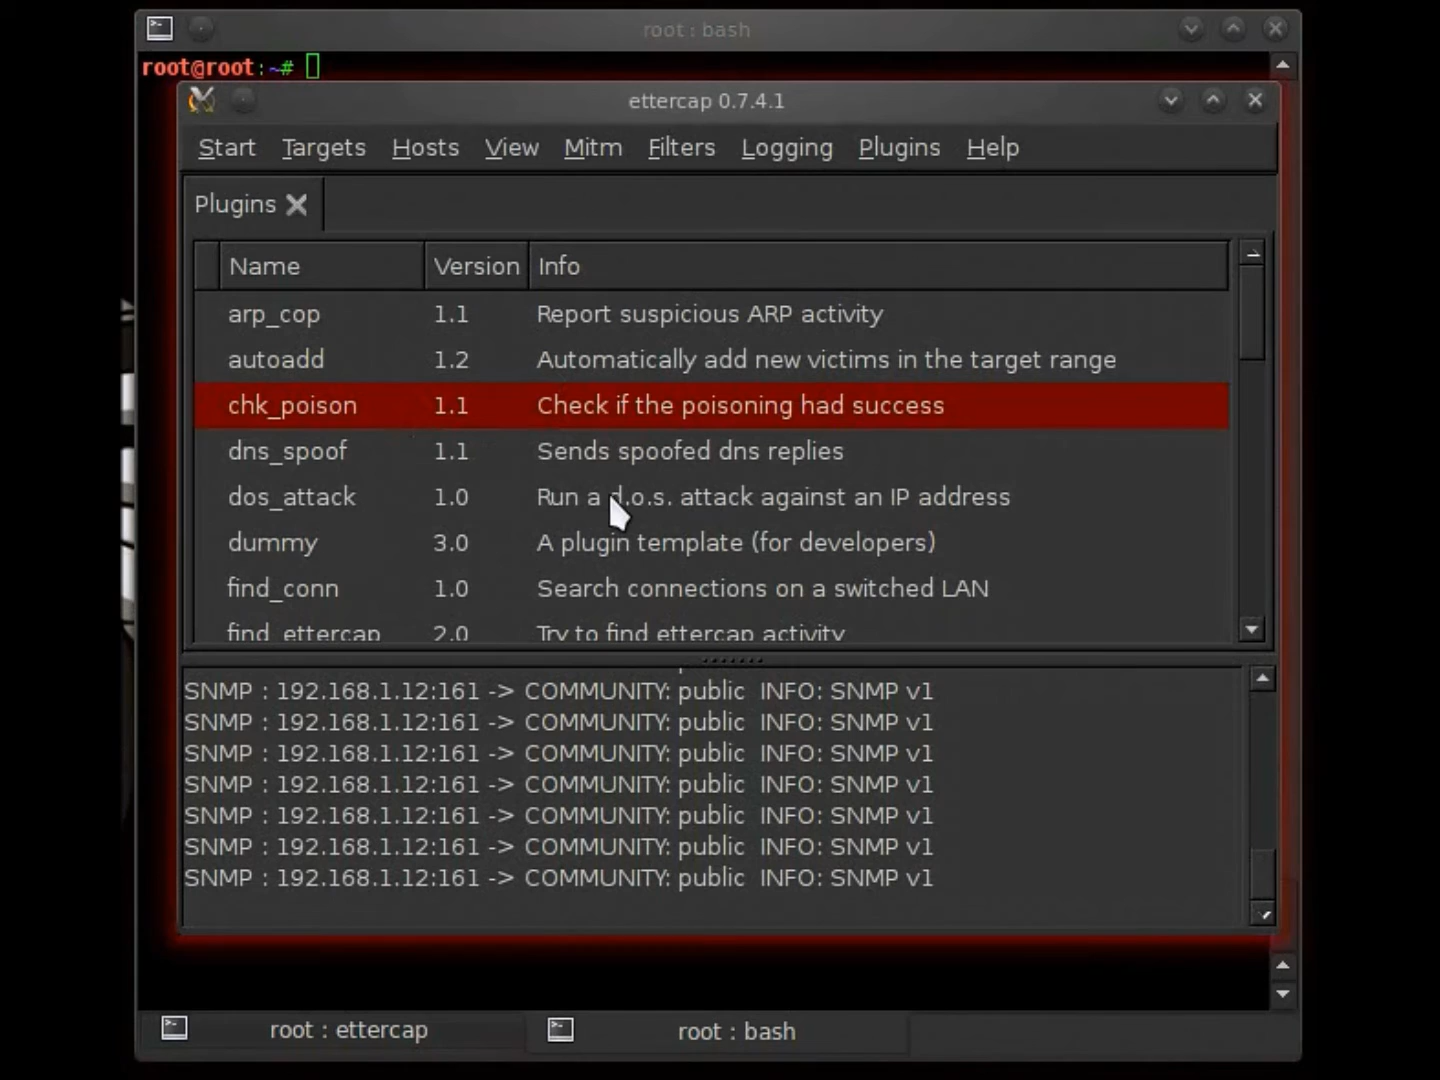 root : bash
root@root:~#
ettercap 0.7.4.1
Start Targets Hosts View Mitm Filters Logging Plugins Help
Plugins
Name Version Info
arp_cop 1.1 Report suspicious ARP activity
autoadd 1.2 Automatically add new victims in the target range
chk_poison 1.1 Check if the poisoning had success
dns_spoof 1.1 Sends spoofed dns replies
dos_attack 1.0 Run a d.o.s. attack against an IP address
dummy 3.0 A plugin template (for developers)
find_conn 1.0 Search connections on a switched LAN
find_ettercap 2.0 Try to find ettercap activity
SNMP : 192.168.1.12:161 -> COMMUNITY: public INFO: SNMP v1
SNMP : 192.168.1.12:161 -> COMMUNITY: public INFO: SNMP v1
SNMP : 192.168.1.12:161 -> COMMUNITY: public INFO: SNMP v1
SNMP : 192.168.1.12:161 -> COMMUNITY: public INFO: SNMP v1
SNMP : 192.168.1.12:161 -> COMMUNITY: public INFO: SNMP v1
SNMP : 192.168.1.12:161 -> COMMUNITY: public INFO: SNMP v1
SNMP : 192.168.1.12:161 -> COMMUNITY: public INFO: SNMP v1
root : ettercap root : bash